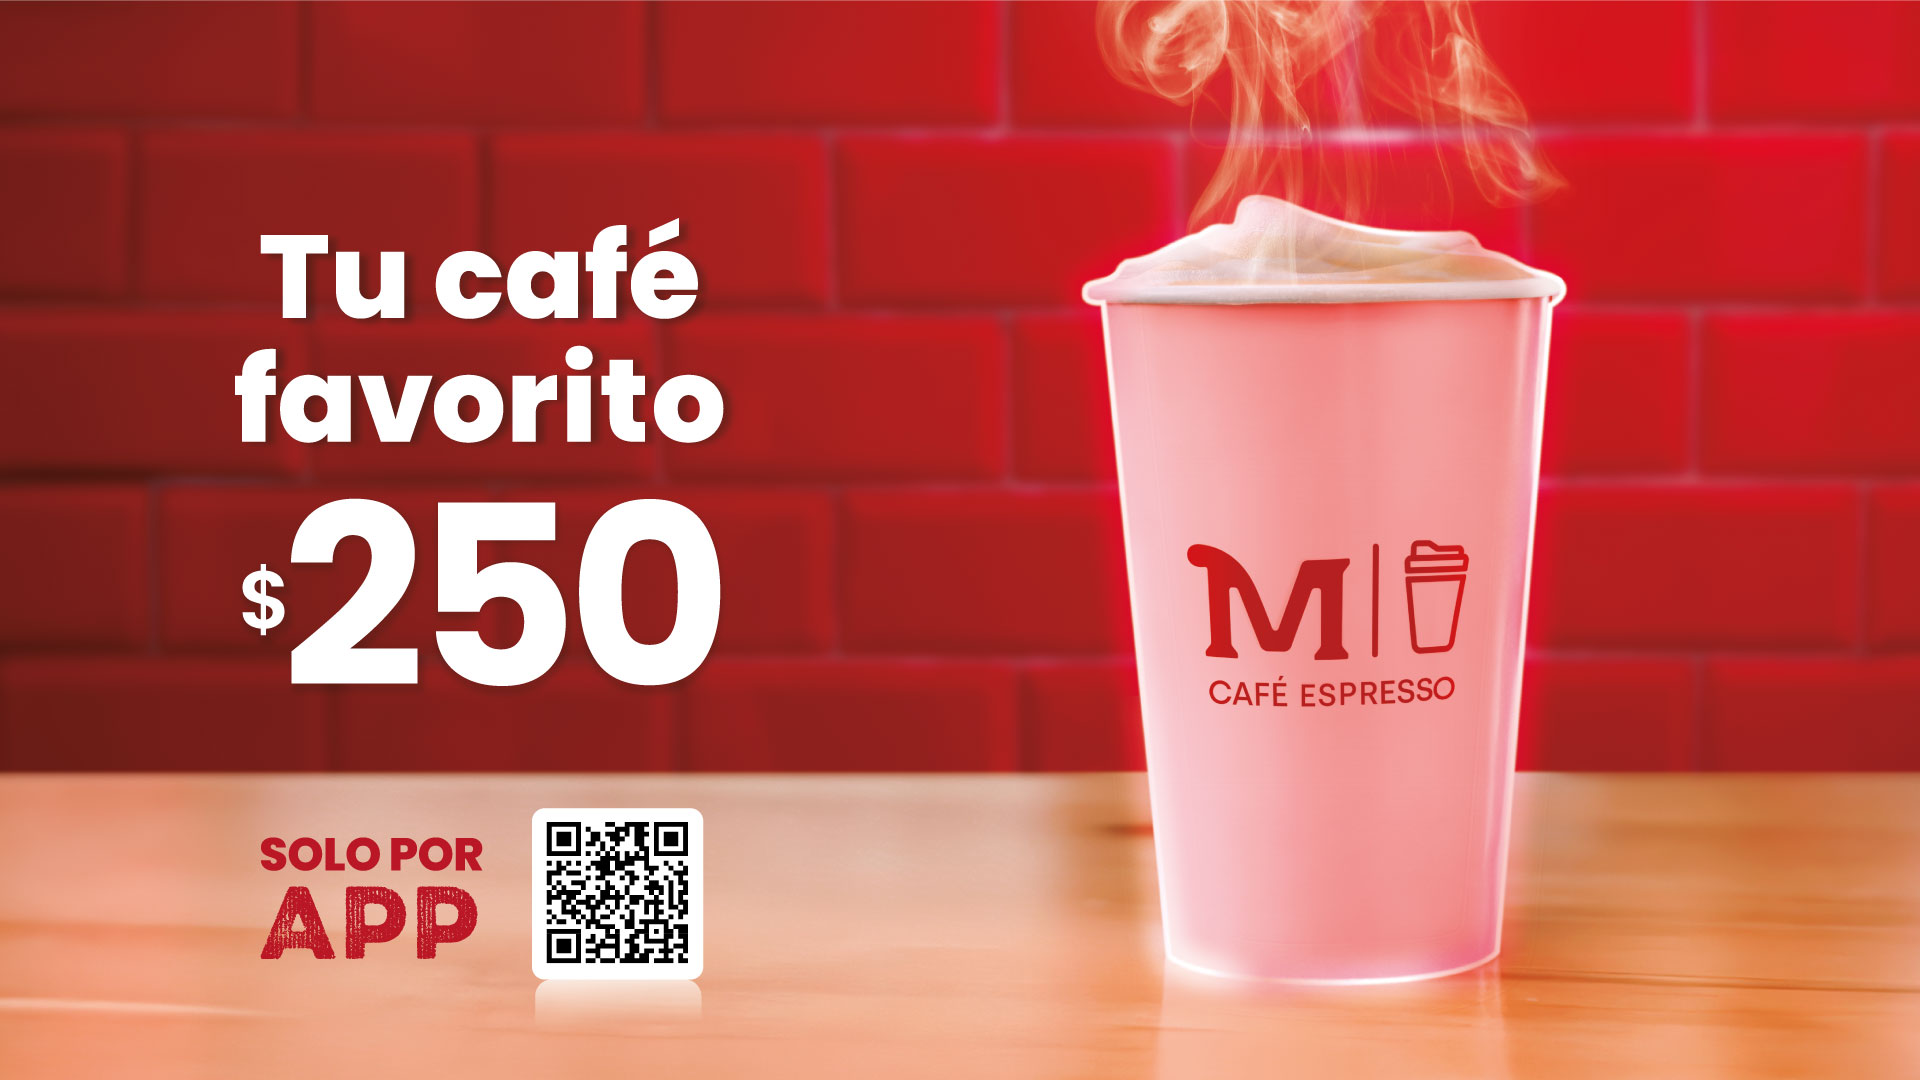 Tu café
favorito
$250
SOLO POR
APP
M
CAFÉ ESPRESSO